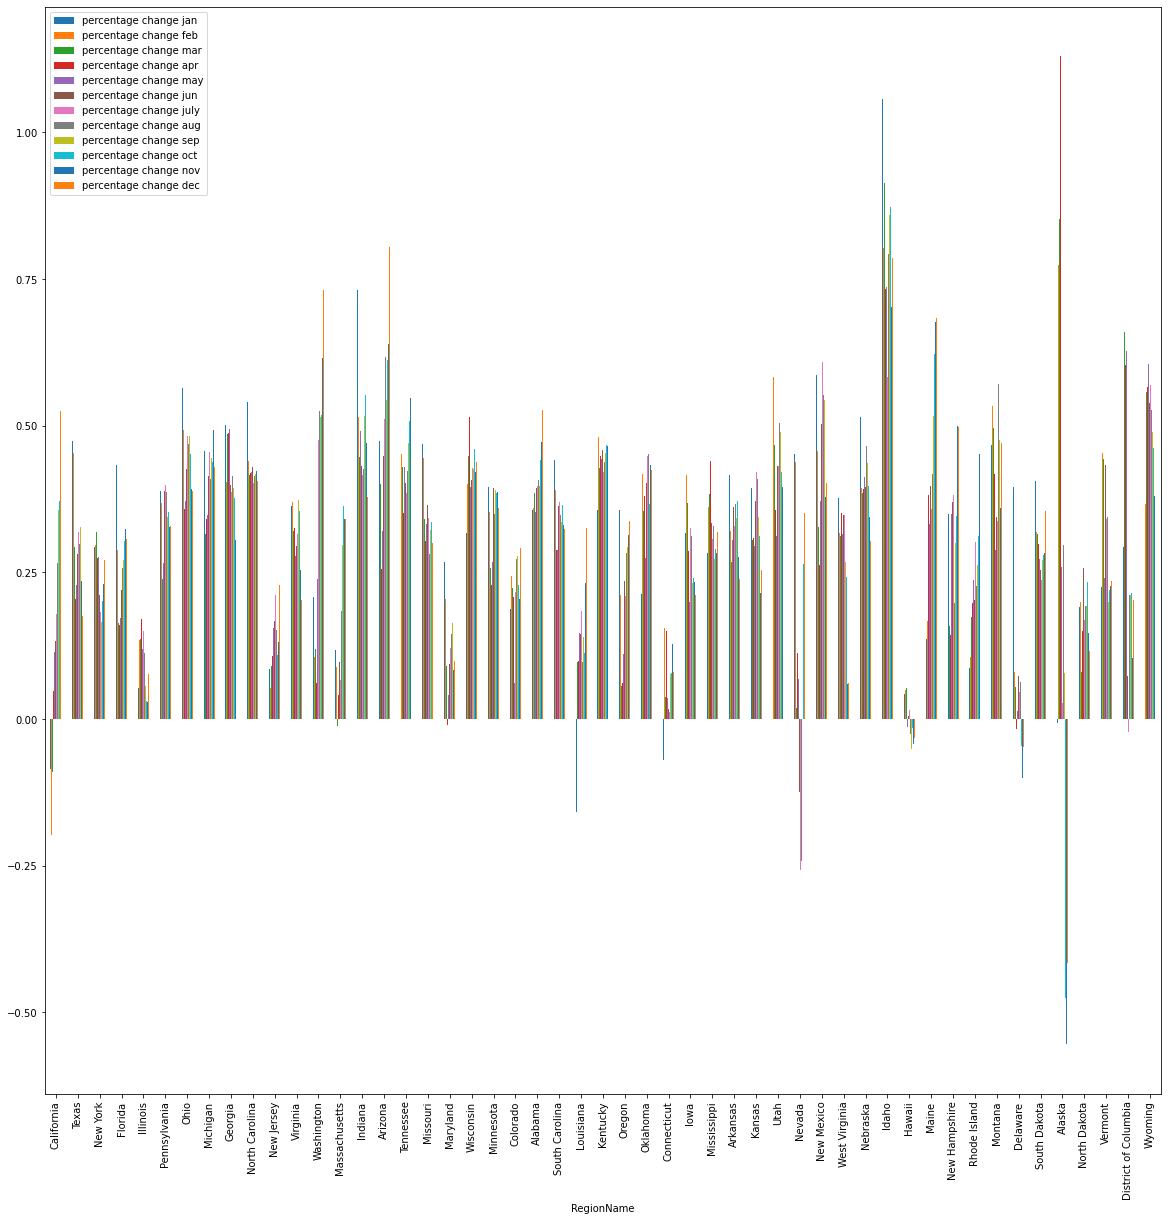 percentage change jan
percentage change feb
percentage change mar
percentage change apr
percentage change may
percentage change jun
percentage change july
percentage change aug
percentage change sep
percentage change oct
percentage change nov
percentage change dec
1.00
0.75
0.50
0.25
0.00
−0.25
−0.50
California
Texas
New York
Florida
Illinois
Pennsylvania
Ohio
Michigan
Georgia
North Carolina
New Jersey
Virginia
Washington
Massachusetts
Indiana
Arizona
Tennessee
Missouri
Maryland
Wisconsin
Minnesota
Colorado
Alabama
South Carolina
Louisiana
Kentucky
Oregon
Oklahoma
Connecticut
Iowa
Mississippi
Arkansas
Kansas
Utah
Nevada
New Mexico
West Virginia
Nebraska
Idaho
Hawaii
Maine
New Hampshire
Rhode Island
Montana
Delaware
South Dakota
Alaska
North Dakota
Vermont
District of Columbia
Wyoming
RegionName